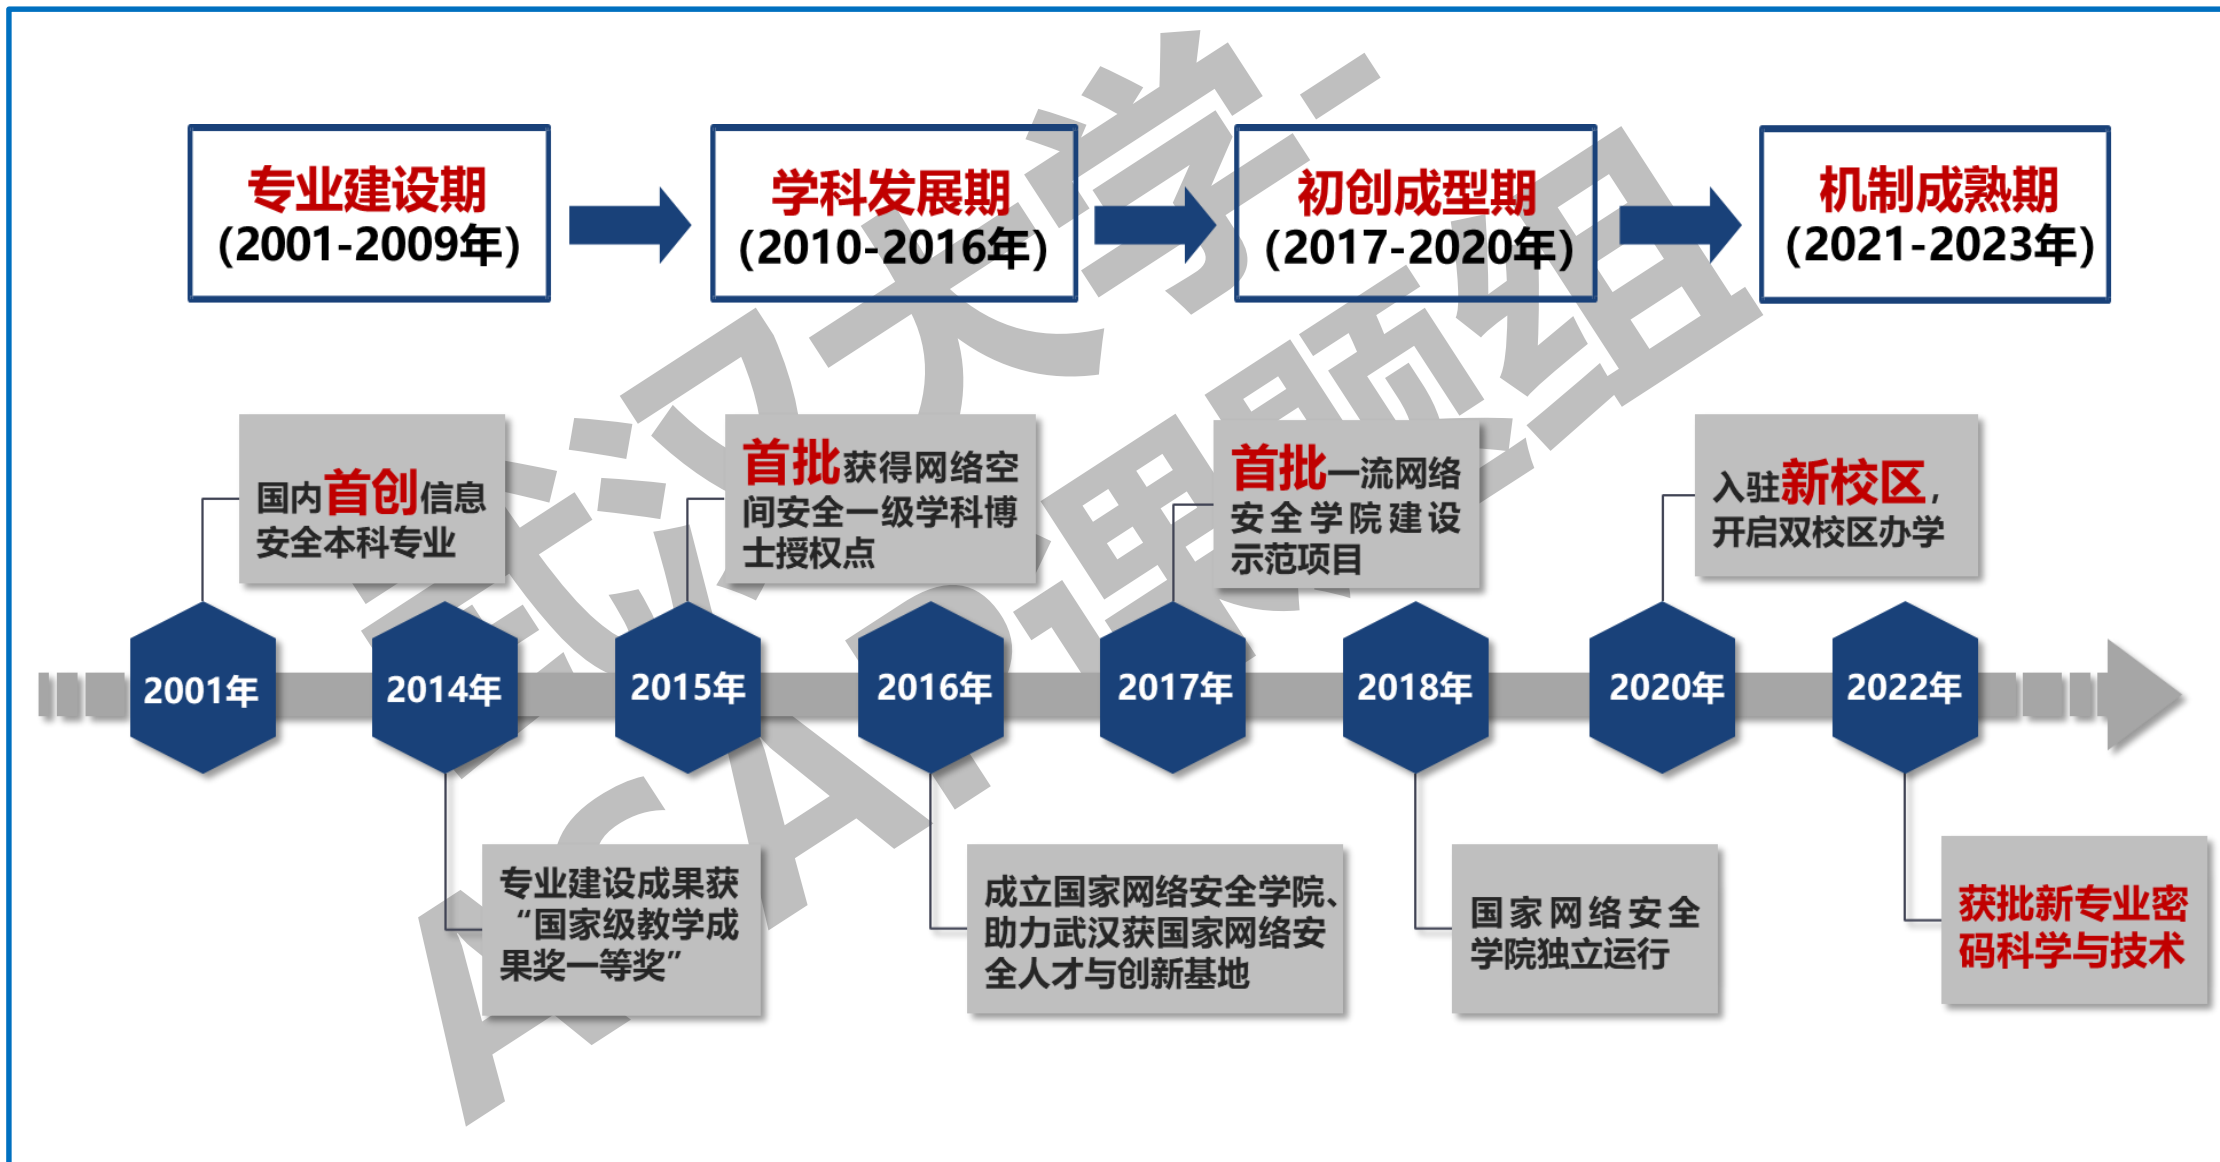 专业建设期
(2001-2009年)
学科发展期
(2010-2016年)
初创成型期
(2017-2020年)
机制成熟期
(2021-2023年)
国内首创信息
安全本科专业
首批获得网络空
间安全一级学科博
士授权点
首批一流网络
安全学院建设
示范项目
入驻新校区，
开启双校区办学
2001年
2014年
2015年
2016年
2017年
2018年
2020年
2022年
专业建设成果获
“国家级教学成
果奖一等奖”
成立国家网络安全学院、
助力武汉获国家网络安
全人才与创新基地
国家网络安全
学院独立运行
获批新专业密
码科学与技术
武汉大学-
ASAP课题组